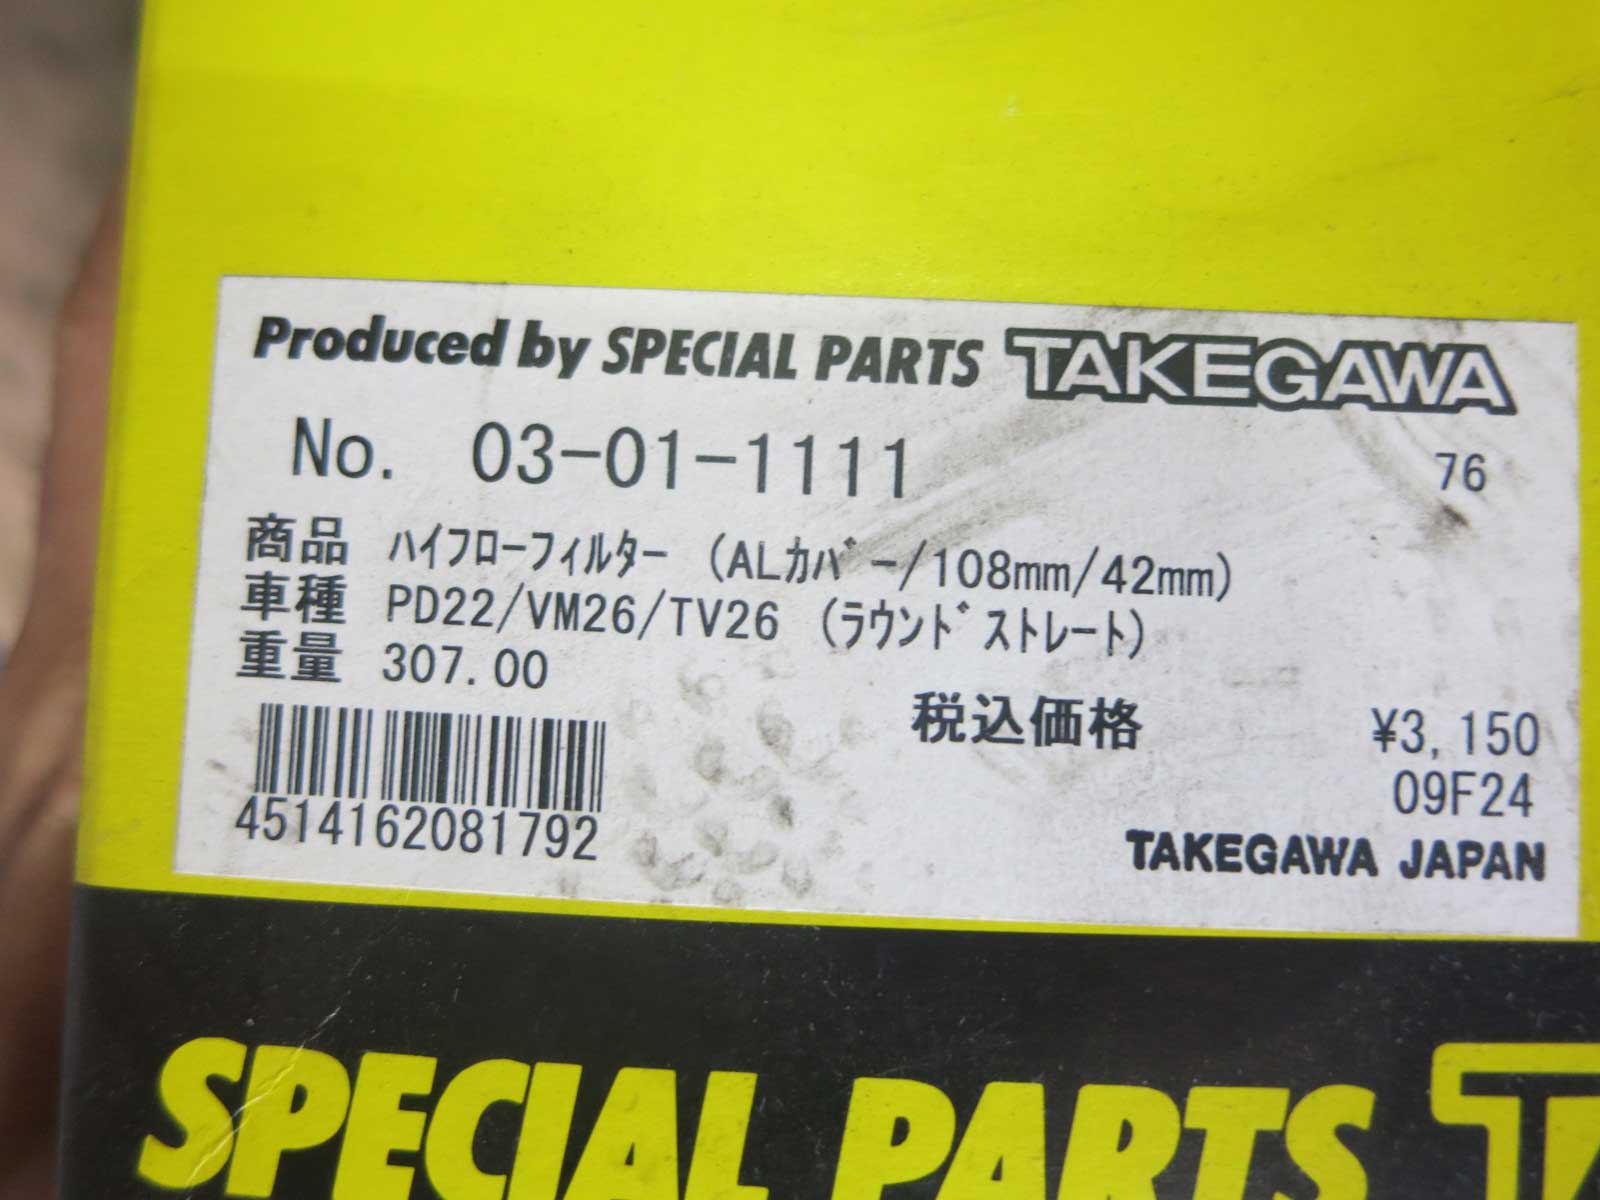 Produced by SPECIAL PARTS TAKEGAWA
No. 03-01-1111 76
商品 ﾊｲﾌﾛｰﾌｨﾙﾀｰ (ALｶﾊﾞｰ/108mm/42mm)
車種 PD22/VM26/TV26 (ﾗｳﾝﾄﾞｽﾄﾚｰﾄ)
重量 307.00
税込価格 ¥3,150
09F24
4514162081792
TAKEGAWA JAPAN
SPECIAL PARTS